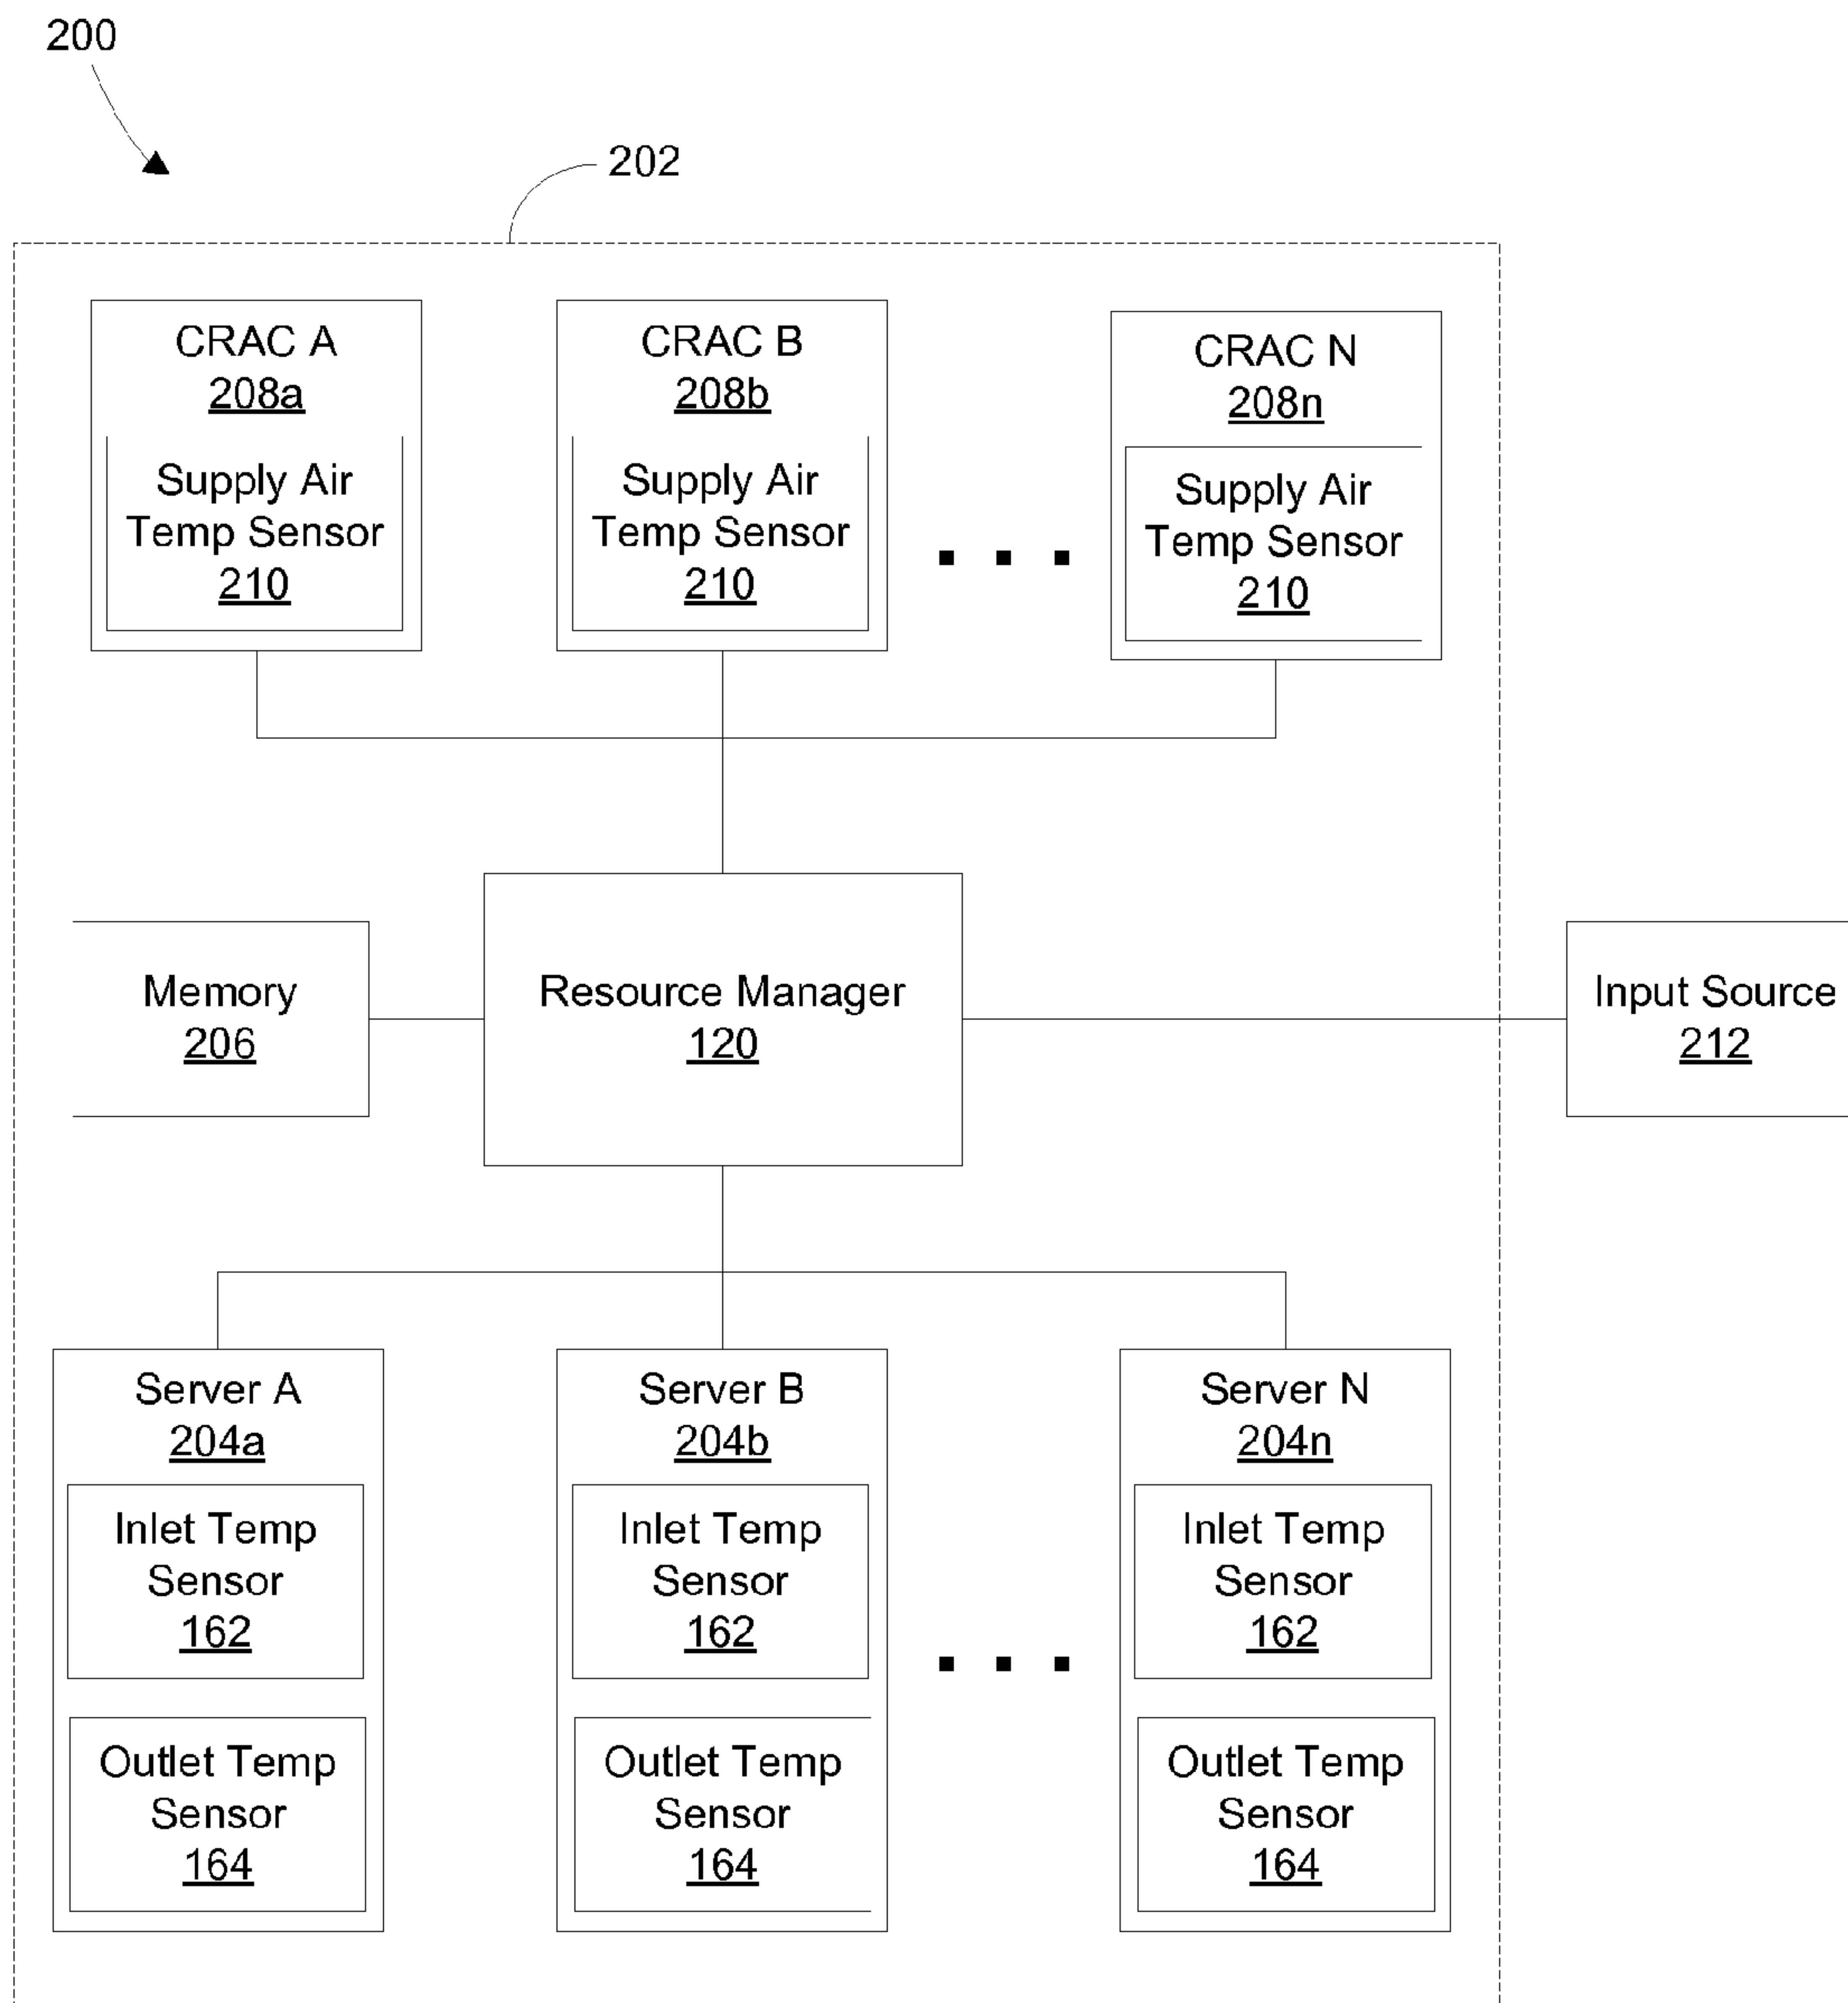 200
202
CRAC A
208a
Supply Air
Temp Sensor
210
CRAC B
208b
Supply Air
Temp Sensor
210
CRAC N
208n
Supply Air
Temp Sensor
210
Memory
206
Resource Manager
120
Input Source
212
Server A
204a
Inlet Temp
Sensor
162
Outlet Temp
Sensor
164
Server B
204b
Inlet Temp
Sensor
162
Outlet Temp
Sensor
164
Server N
204n
Inlet Temp
Sensor
162
Outlet Temp
Sensor
164